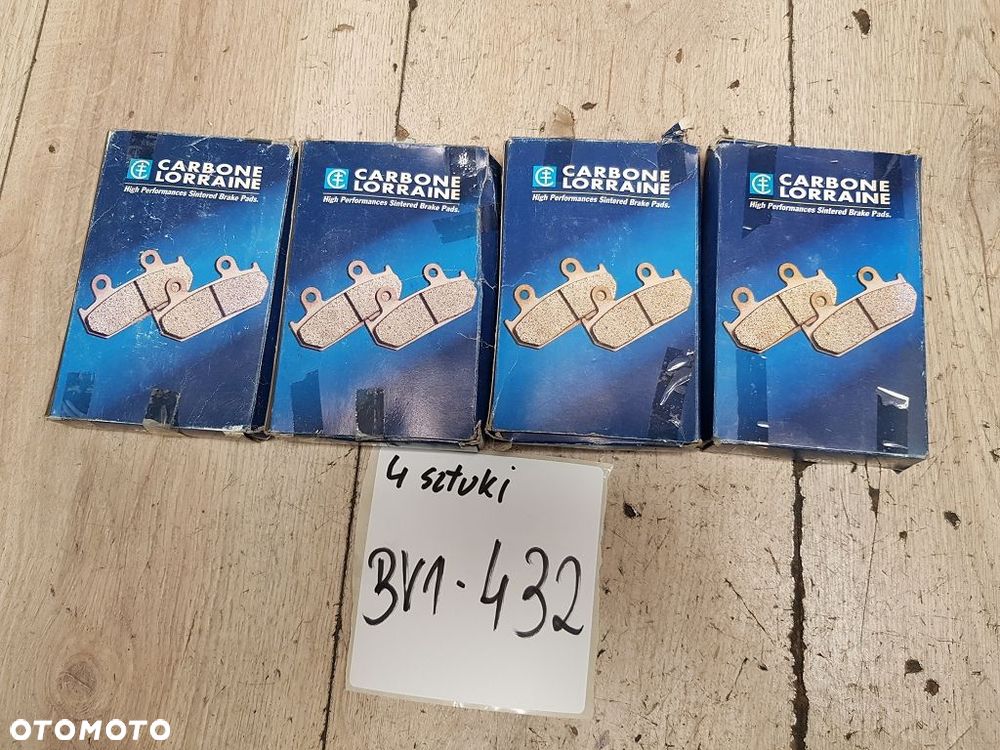 CARBONE
LORRAINE
High Performances Sintered Brake Pads.
CARBONE
LORRAINE
High Performances Sintered Brake Pads.
CARBONE
LORRAINE
High Performances Sintered Brake Pads.
CARBONE
LORRAINE
High Performances Sintered Brake Pads.
4 sztuki
BV1-432
OTOMOTO